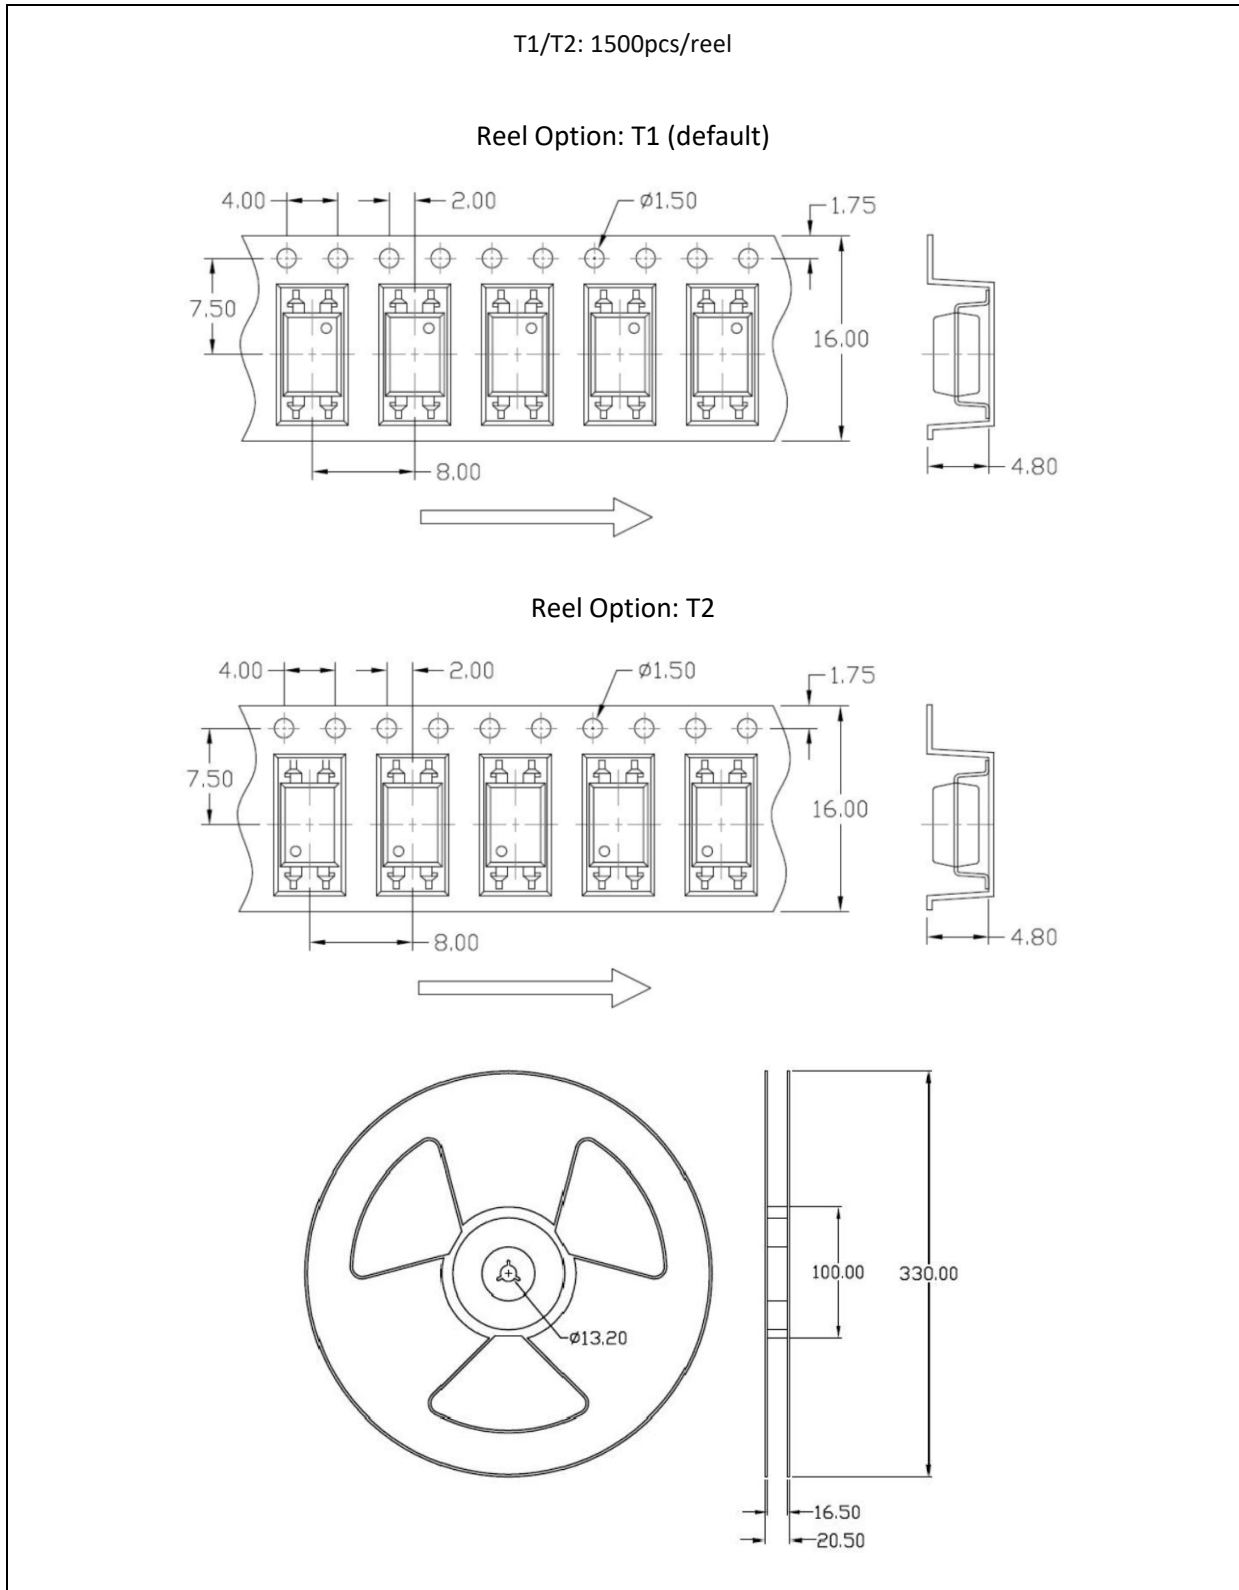 T1/T2: 1500pcs/reel
Reel Option: T1 (default)
4.00 2.00 ø1.50 1.75
7.50
16.00
8.00 4.80
Reel Option: T2
4.00 2.00 ø1.50 1.75
7.50
16.00
8.00 4.80
100.00 330.00
ø13.20
16.50
20.50